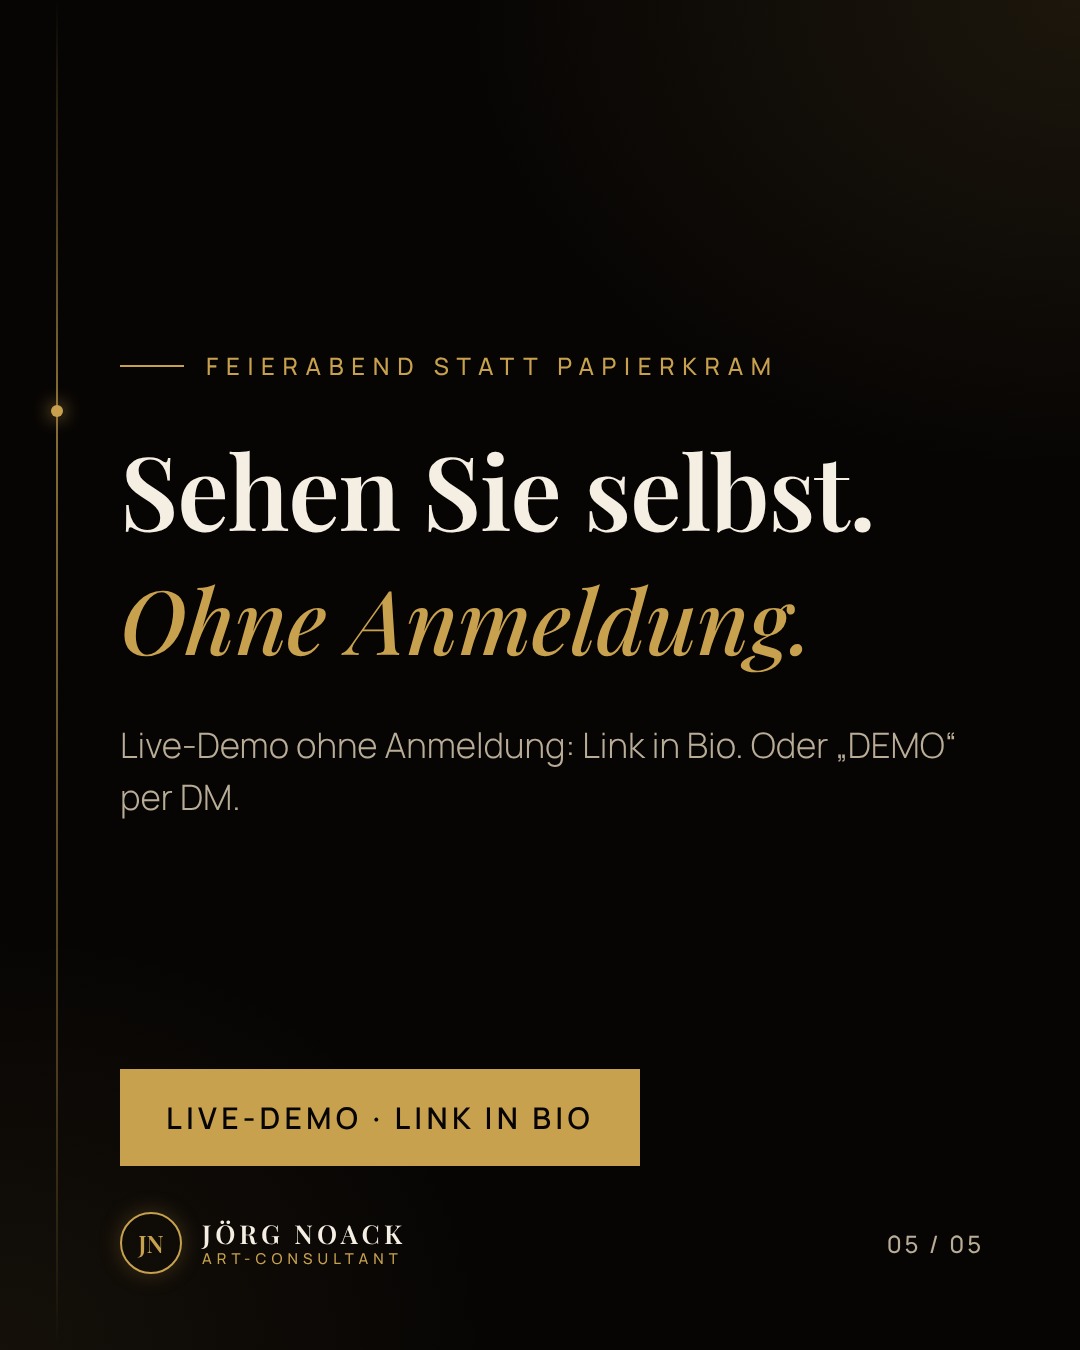 FEIERABEND STATT PAPIERKRAM
Sehen Sie selbst.
Ohne Anmeldung.
Live-Demo ohne Anmeldung: Link in Bio. Oder „DEMO“
per DM.
LIVE-DEMO · LINK IN BIO
JN
JÖRG NOACK
ART-CONSULTANT
05 / 05